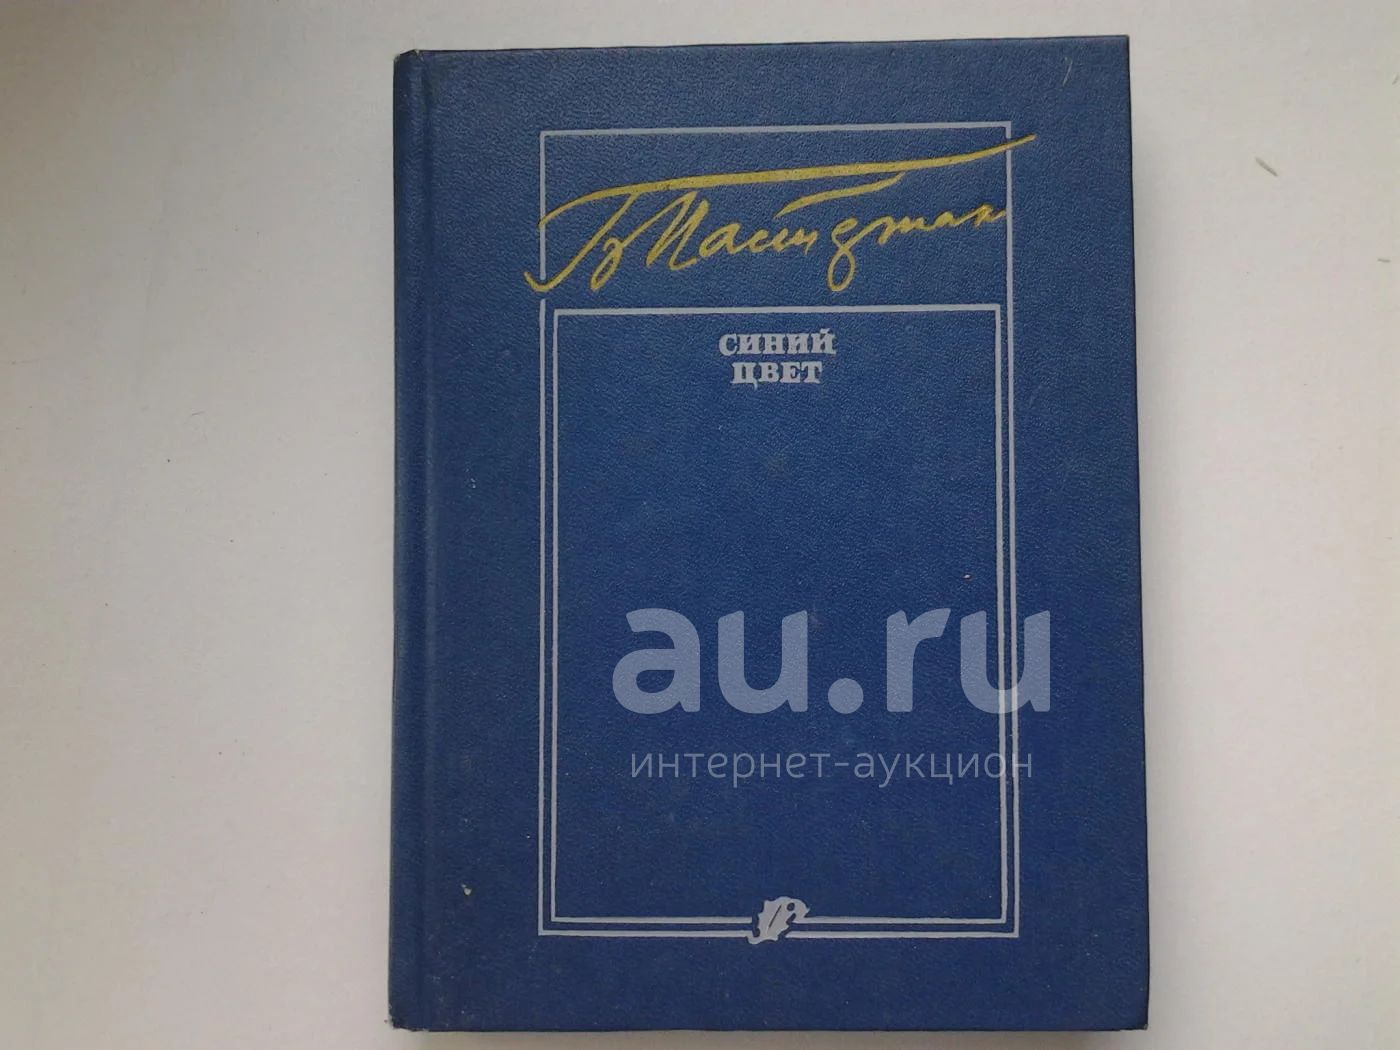 Б Пастернак
СИНИЙ
ЦВЕТ
au.ru
интернет-аукцион